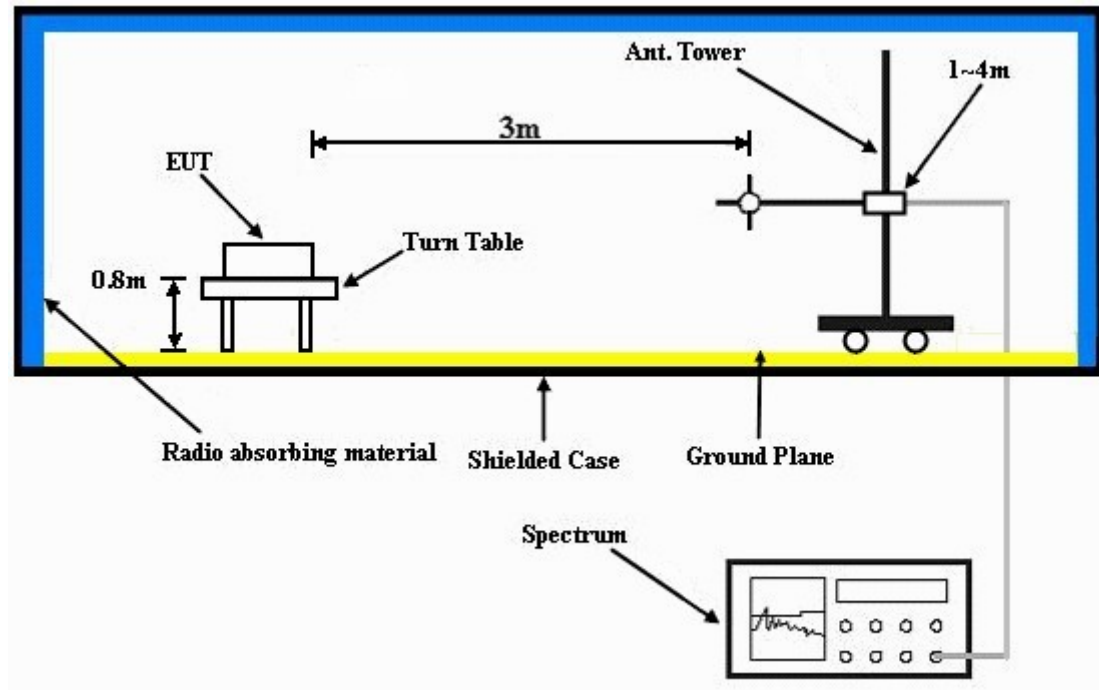 Ant. Tower
1~4m
3m
EUT
Turn Table
0.8m
Radio absorbing material
Shielded Case
Ground Plane
Spectrum